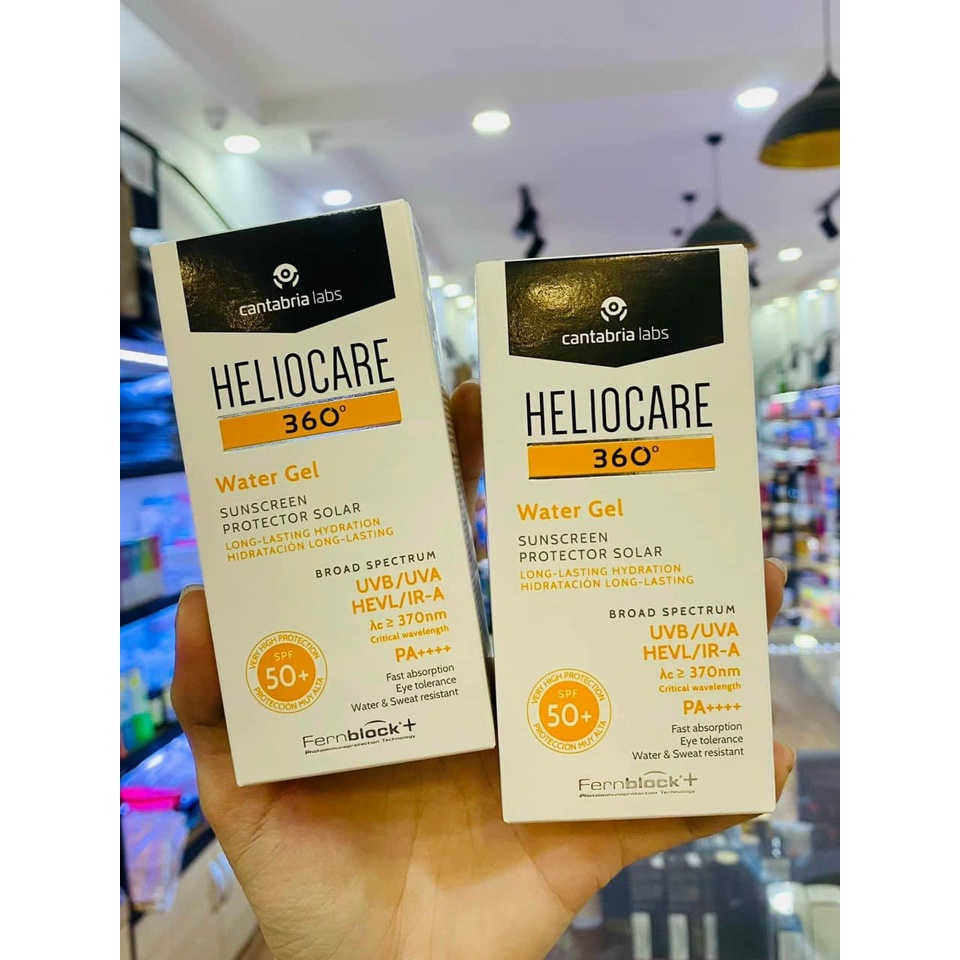 cantabria labs
HELIOCARE
360°
Water Gel
SUNSCREEN
PROTECTOR SOLAR
LONG-LASTING HYDRATION
HIDRATACIÓN LONG-LASTING
BROAD SPECTRUM
UVB/UVA
HEVL/IR-A
λc ≥ 370nm
Critical wavelength
PA++++
VERY HIGH PROTECTION
SPF
50+
PROTECCIÓN MUY ALTA
Fast absorption
Eye tolerance
Water & Sweat resistant
Fernblock®+
Photoimmunoprotection Technology
cantabria labs
HELIOCARE
360°
Water Gel
SUNSCREEN
PROTECTOR SOLAR
LONG-LASTING HYDRATION
HIDRATACIÓN LONG-LASTING
BROAD SPECTRUM
UVB/UVA
HEVL/IR-A
λc ≥ 370nm
Critical wavelength
PA++++
VERY HIGH PROTECTION
SPF
50+
PROTECCIÓN MUY ALTA
Fast absorption
Eye tolerance
Water & Sweat resistant
Fernblock®+
Photoimmunoprotection Technology